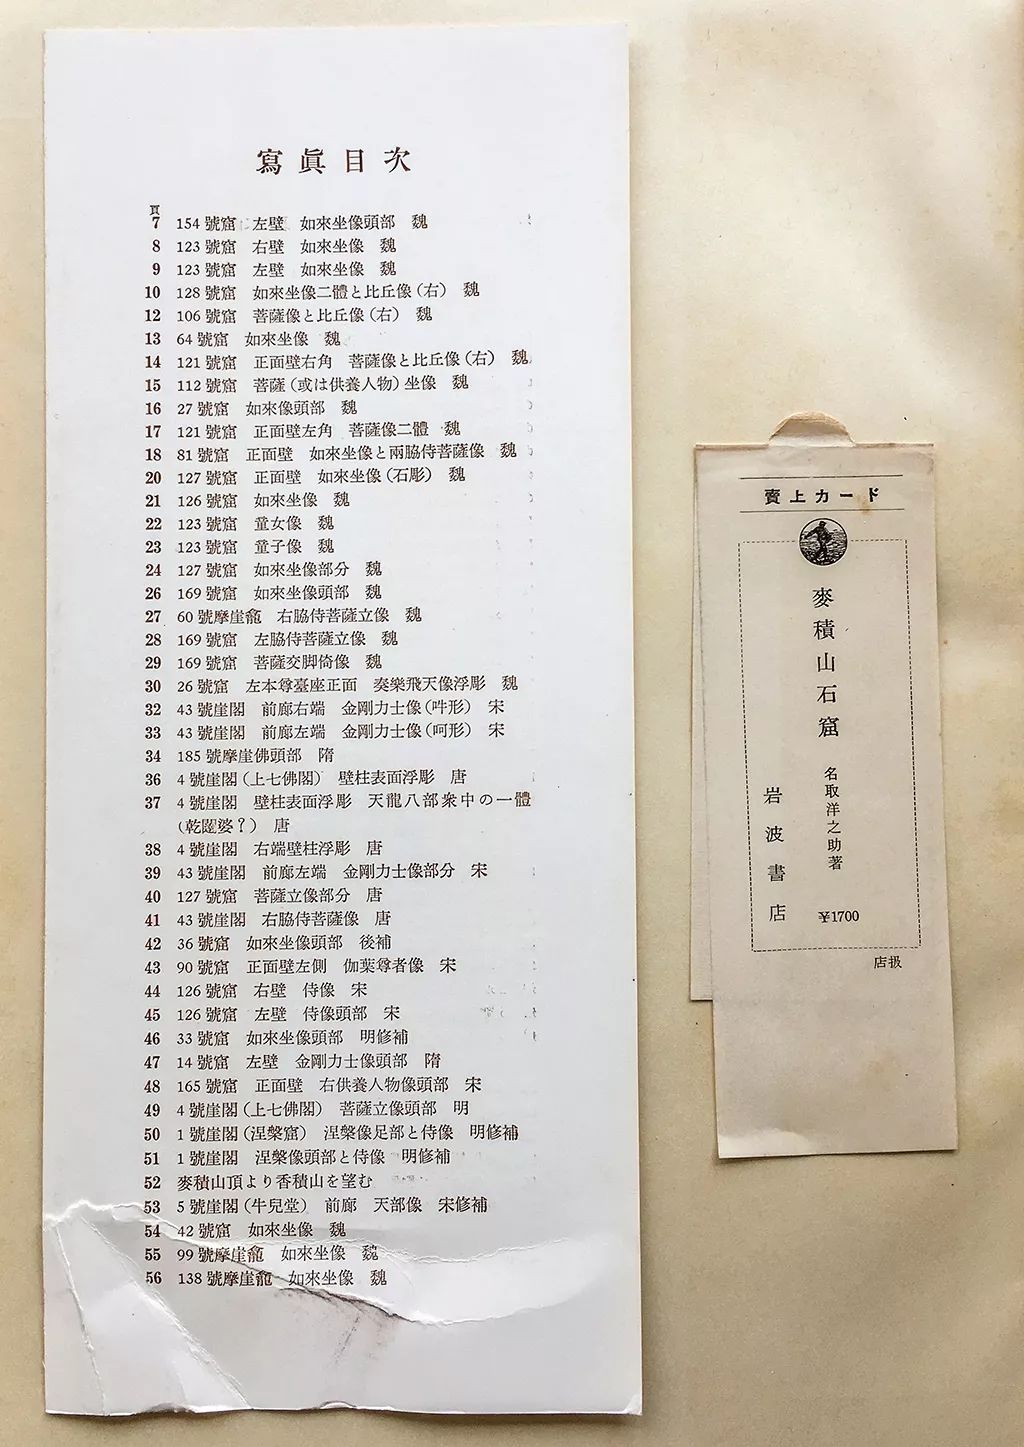 寫眞目次
頁
7 154號窟 左壁 如來坐像頭部 魏
8 123號窟 右壁 如來坐像 魏
9 123號窟 左壁 如來坐像 魏
10 128號窟 如來坐像二體と比丘像(右) 魏
12 106號窟 菩薩像と比丘像(右) 魏
13 64號窟 如來坐像 魏
14 121號窟 正面壁右角 菩薩像と比丘像(右) 魏
15 112號窟 菩薩(或は供養人物)坐像 魏
16 27號窟 如來像頭部 魏
17 121號窟 正面壁左角 菩薩像二體 魏
18 81號窟 正面壁 如來坐像と兩脇侍菩薩像 魏
20 127號窟 正面壁 如來坐像(石彫) 魏
21 126號窟 如來坐像 魏
22 123號窟 童女像 魏
23 123號窟 童子像 魏
24 127號窟 如來坐像部分 魏
26 169號窟 如來坐像頭部 魏
27 60號摩崖龕 右脇侍菩薩立像 魏
28 169號窟 左脇侍菩薩立像 魏
29 169號窟 菩薩交脚倚像 魏
30 26號窟 左本尊臺座正面 奏樂飛天像浮彫 魏
32 43號崖閣 前廊右端 金剛力士像(吽形) 宋
33 43號崖閣 前廊左端 金剛力士像(呵形) 宋
34 185號摩崖佛頭部 隋
36 4號崖閣(上七佛閣) 壁柱表面浮彫 唐
37 4號崖閣 壁柱表面浮彫 天龍八部衆中の一體
(乾闥婆?) 唐
38 4號崖閣 右端壁柱浮彫 唐
39 43號崖閣 前廊左端 金剛力士像部分 宋
40 127號窟 菩薩立像部分 唐
41 43號崖閣 右脇侍菩薩像 唐
42 36號窟 如來坐像頭部 後補
43 90號窟 正面壁左側 伽葉尊者像 宋
44 126號窟 右壁 侍像 宋
45 126號窟 左壁 侍像頭部 宋
46 33號窟 如來坐像頭部 明修補
47 14號窟 左壁 金剛力士像頭部 隋
48 165號窟 正面壁 右供養人物像頭部 宋
49 4號崖閣(上七佛閣) 菩薩立像頭部 明
50 1號崖閣(涅槃窟) 涅槃像足部と侍像 明修補
51 1號崖閣 涅槃像頭部と侍像 明修補
52 麥積山頂より香積山を望む
53 5號崖閣(牛兒堂) 前廊 天部像 宋修補
54 42號窟 如來坐像 魏
55 99號摩崖龕 如來坐像 魏
56 138號摩崖龕 如來坐像 魏
賣上カード
麥積山石窟
名取洋之助著
岩波書店
¥1700
店扱